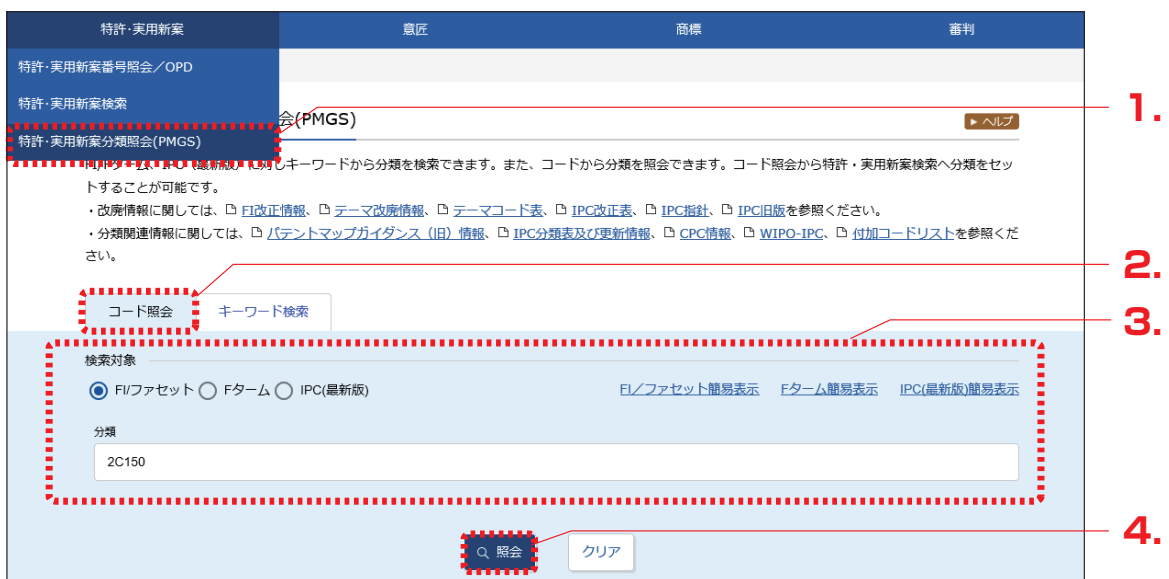 特許・実用新案 意匠 商標 審判
特許・実用新案番号照会／OPD
特許・実用新案検索
会(PMGS) ヘルプ 1.
特許・実用新案分類照会(PMGS)
FI/Fターム、IPC（最新版）に対しキーワードから分類を検索できます。また、コードから分類を照会できます。コード照会から特許・実用新案検索へ分類をセッ
トすることが可能です。
・改廃情報に関しては、FI改正情報、テーマ改廃情報、テーマコード表、IPC改正表、IPC指針、IPC旧版を参照ください。
・分類関連情報に関しては、パテントマップガイダンス（旧）情報、IPC分類表及び更新情報、CPC情報、WIPO-IPC、付加コードリストを参照くだ
さい。
2.
コード照会 キーワード検索
3.
検索対象
FI/ファセット Fターム IPC(最新版) FI／ファセット簡易表示 Fターム簡易表示 IPC(最新版)簡易表示
分類
2C150
照会 クリア 4.